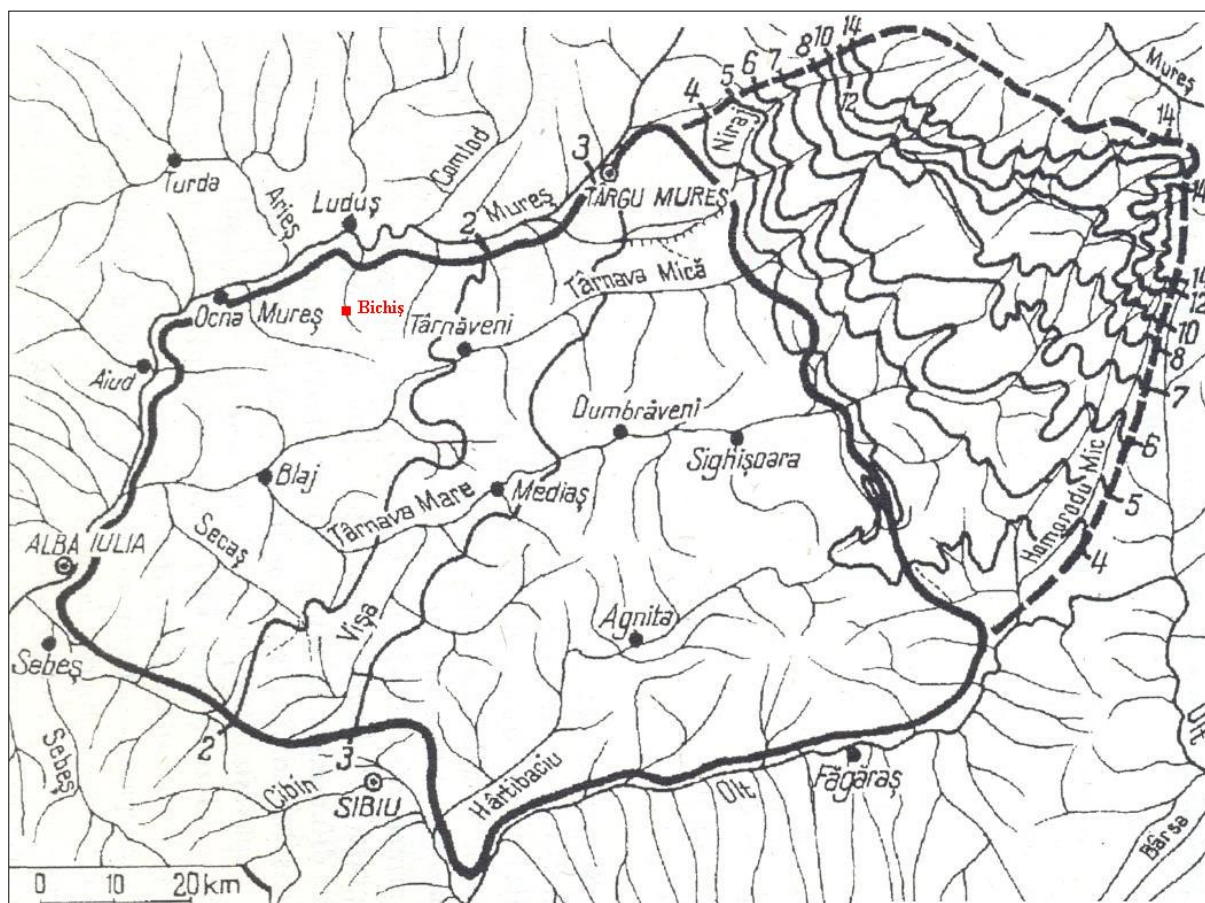 14
10
8
7
6
5
4
12
Mureș
14
Niraj
Comlod
3
TÂRGU MUREȘ
Turda
Arieș
Luduș
2
Mureș
14
Târnava Mică
14
12
10
8
7
Ocna Mureș
Bichiș
Târnăveni
Aiud
Dumbrăveni
Sighișoara
6
5
4
Homorodu Mic
Blaj
Târnava Mare
Mediaș
Secaș
ALBA IULIA
Vișa
Agnita
Sebeș
2
3
Sebeș
Cibin
SIBIU
Hârtibaciu
Olt
Făgăraș
Olt
Bârsa
0 10 20 km